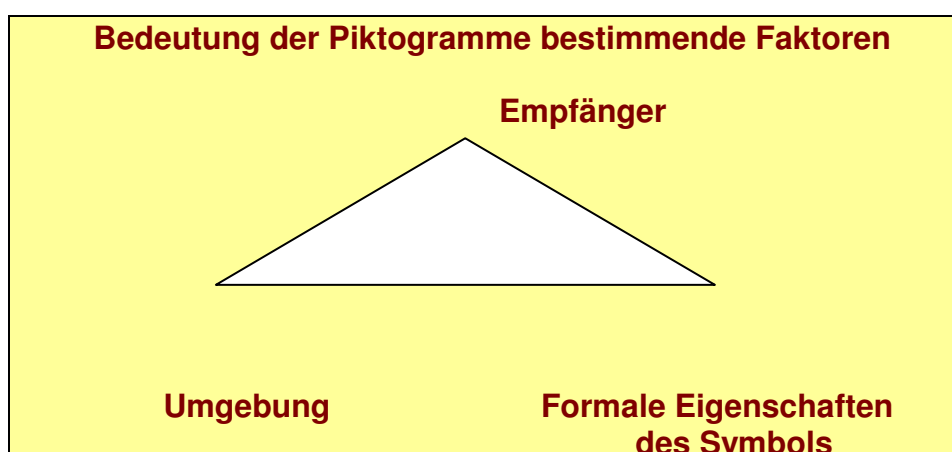 Bedeutung der Piktogramme bestimmende Faktoren
Empfänger
Umgebung
Formale Eigenschaften
des Symbols